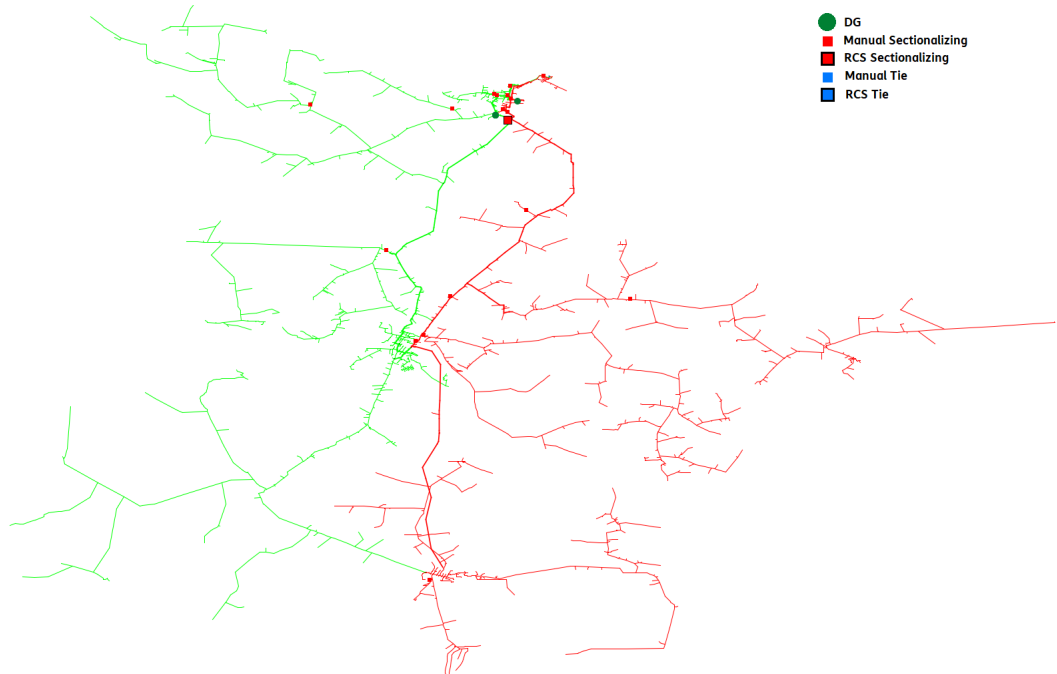 DG
Manual Sectionalizing
RCS Sectionalizing
Manual Tie
RCS Tie